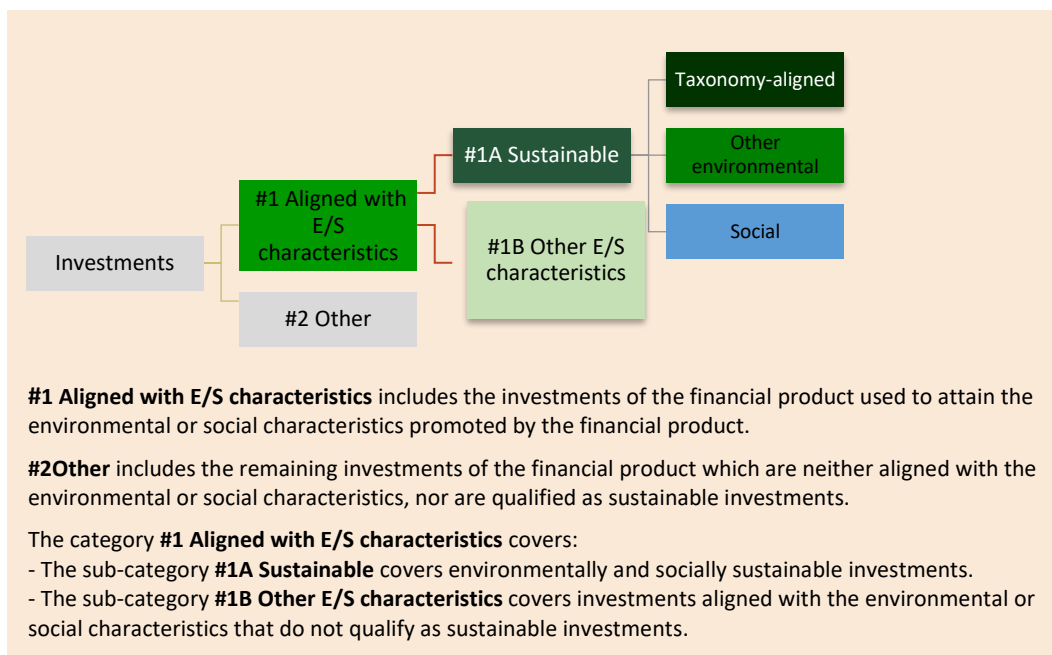 Taxonomy-aligned
#1A Sustainable
Other
environmental
#1 Aligned with
E/S
characteristics
#1B Other E/S
characteristics
Social
Investments
#2 Other
#1 Aligned with E/S characteristics includes the investments of the financial product used to attain the
environmental or social characteristics promoted by the financial product.
#2Other includes the remaining investments of the financial product which are neither aligned with the
environmental or social characteristics, nor are qualified as sustainable investments.
The category #1 Aligned with E/S characteristics covers:
- The sub-category #1A Sustainable covers environmentally and socially sustainable investments.
- The sub-category #1B Other E/S characteristics covers investments aligned with the environmental or
social characteristics that do not qualify as sustainable investments.